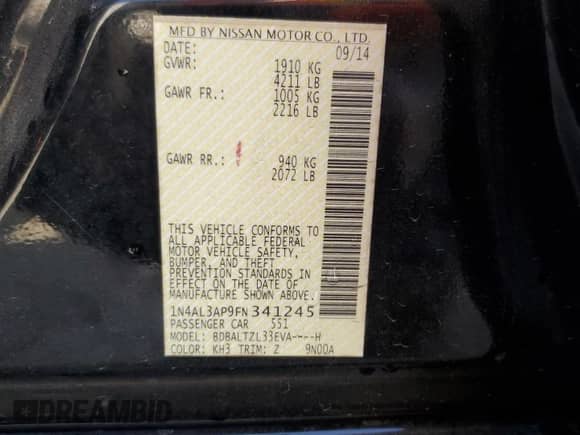 MFD BY NISSAN MOTOR CO., LTD.
DATE: 09/14
GVWR: 1910 KG
4211 LB
GAWR FR.: 1005 KG
2216 LB
GAWR RR.: 940 KG
2072 LB
THIS VEHICLE CONFORMS TO
ALL APPLICABLE FEDERAL
MOTOR VEHICLE SAFETY,
BUMPER, AND THEFT
PREVENTION STANDARDS IN
EFFECT ON THE DATE OF
MANUFACTURE SHOWN ABOVE.
1N4AL3AP9FN341245
PASSENGER CAR 551
MODEL: BDBALTZL33EVA----H
COLOR: KH3 TRIM: Z 9N00A
DREAMBID